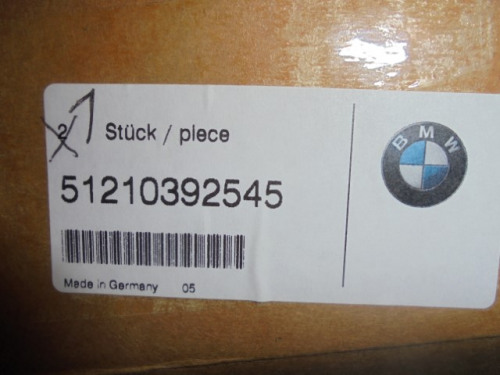 2 1 Stück / piece
51210392545
Made in Germany 05
BMW